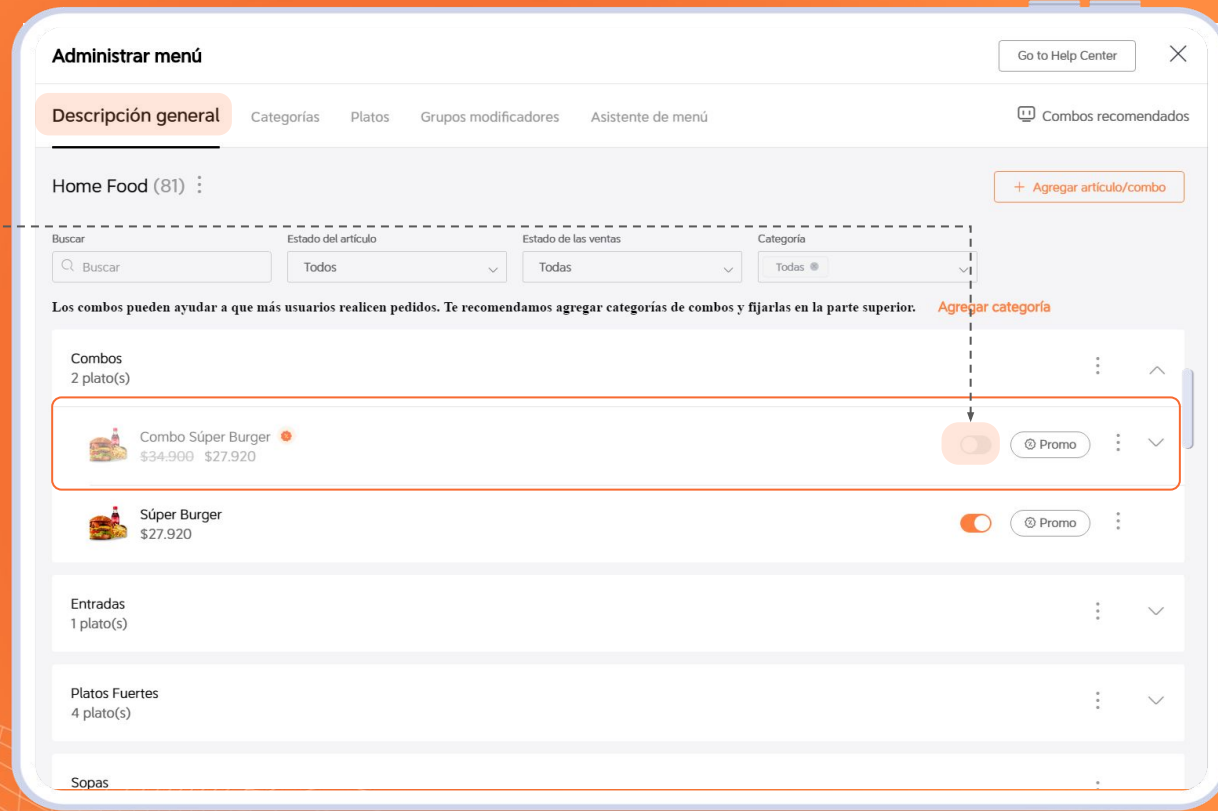 Administrar menú
Go to Help Center
Descripción general
Categorías
Platos
Grupos modificadores
Asistente de menú
Combos recomendados
Home Food (81)
+ Agregar artículo/combo
Buscar
Estado del artículo
Estado de las ventas
Categoría
Buscar
Todos
Todas
Todas
Los combos pueden ayudar a que más usuarios realicen pedidos. Te recomendamos agregar categorías de combos y fijarlas en la parte superior. Agregar categoría
Combos
2 plato(s)
Combo Súper Burger
$34.900 $27.920
Promo
Súper Burger
$27.920
Promo
Entradas
1 plato(s)
Platos Fuertes
4 plato(s)
Sopas